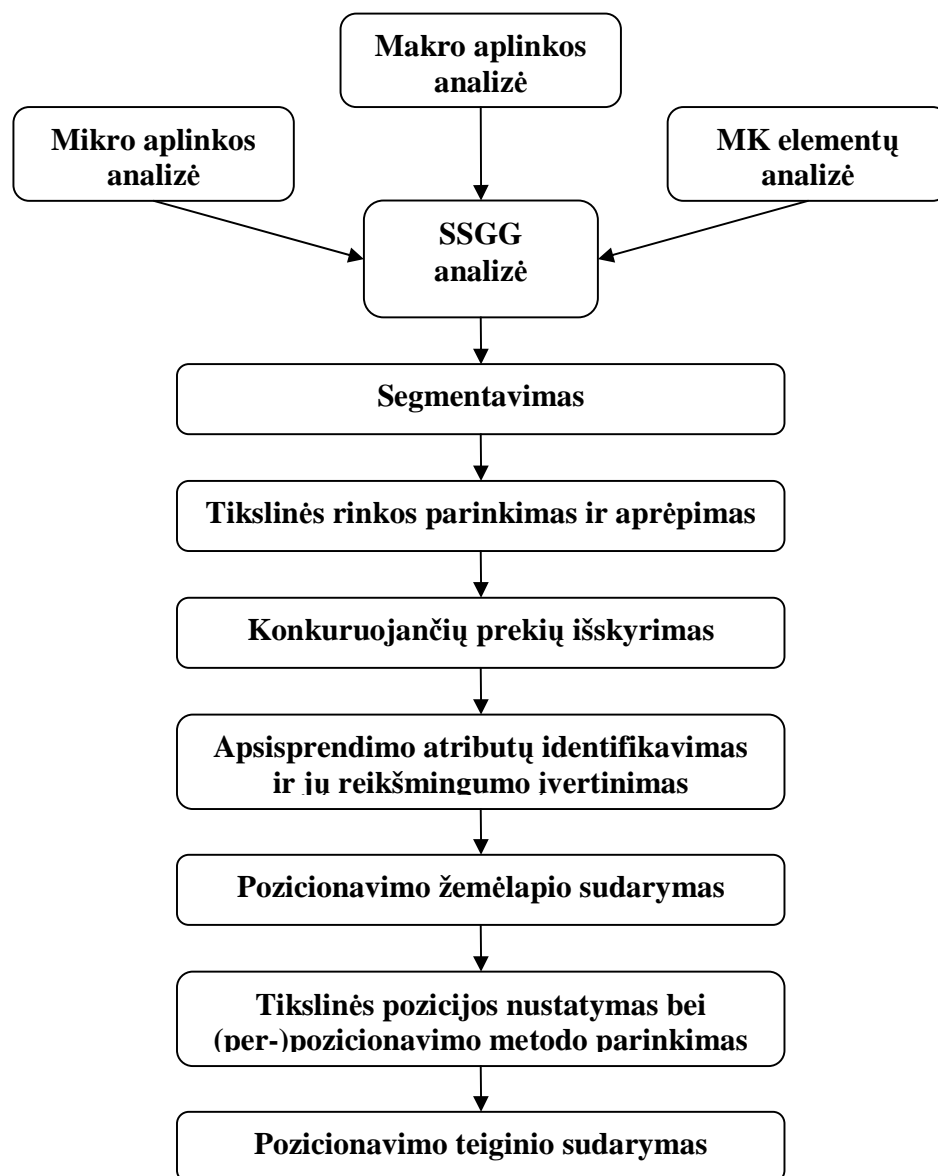 Makro aplinkos
analizė
Mikro aplinkos
analizė
MK elementų
analizė
SSGG
analizė
Segmentavimas
Tikslinės rinkos parinkimas ir aprėpimas
Konkuruojančių prekių išskyrimas
Apsisprendimo atributų identifikavimas
ir jų reikšmingumo įvertinimas
Pozicionavimo žemėlapio sudarymas
Tikslinės pozicijos nustatymas bei
(per-)pozicionavimo metodo parinkimas
Pozicionavimo teiginio sudarymas